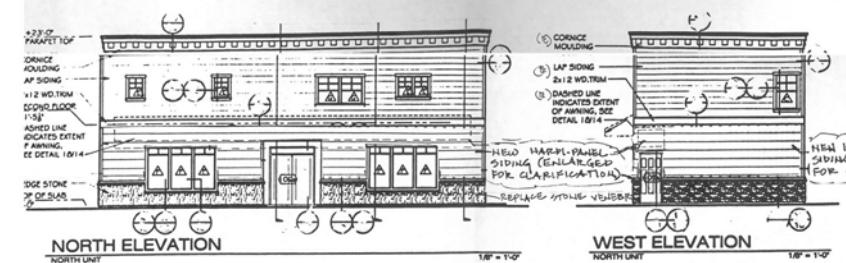 +23'-0"
PARAPET TOP
CORNICE
MOULDING
LAP SIDING
2x12 WD.TRIM
SECOND FLOOR
DASHED LINE
INDICATES EXTENT
OF AWNING,
SEE DETAIL 18/14
LEDGE STONE
TOP OF SLAB
NEW HARDI-PANEL
SIDING (ENLARGED
FOR CLARIFICATION)
REPLACE STONE VENEER
NORTH ELEVATION
NORTH UNIT
1/8" = 1'-0"
(E) CORNICE
MOULDING
(E) LAP SIDING
2x12 WD.TRIM
(E) DASHED LINE
INDICATES EXTENT
OF AWNING, SEE
DETAIL 18/14
NEW
SIDING
FOR
WEST ELEVATION
NORTH UNIT
1/8" = 1'-0"